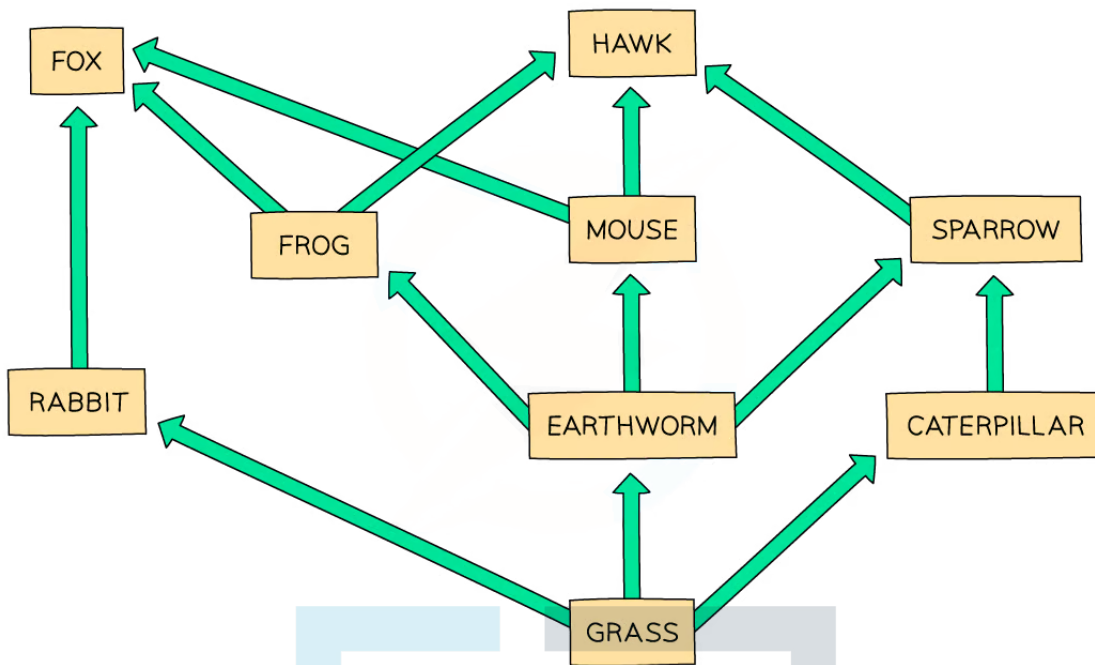 FOX
HAWK
FROG
MOUSE
SPARROW
RABBIT
EARTHWORM
CATERPILLAR
GRASS